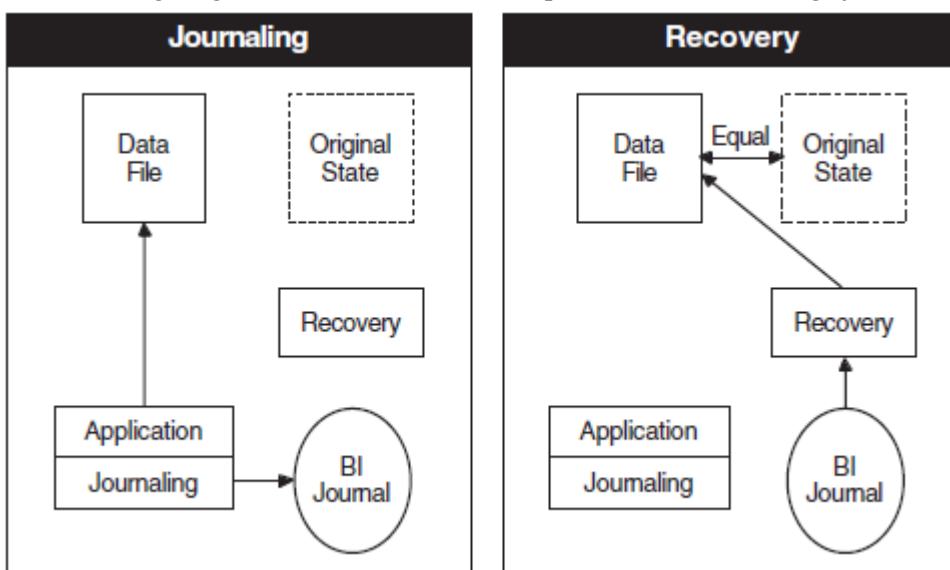 Journaling
Data
File
Original
State
Recovery
Application
Journaling
BI
Journal
Recovery
Data
File
Equal
Original
State
Recovery
Application
Journaling
BI
Journal